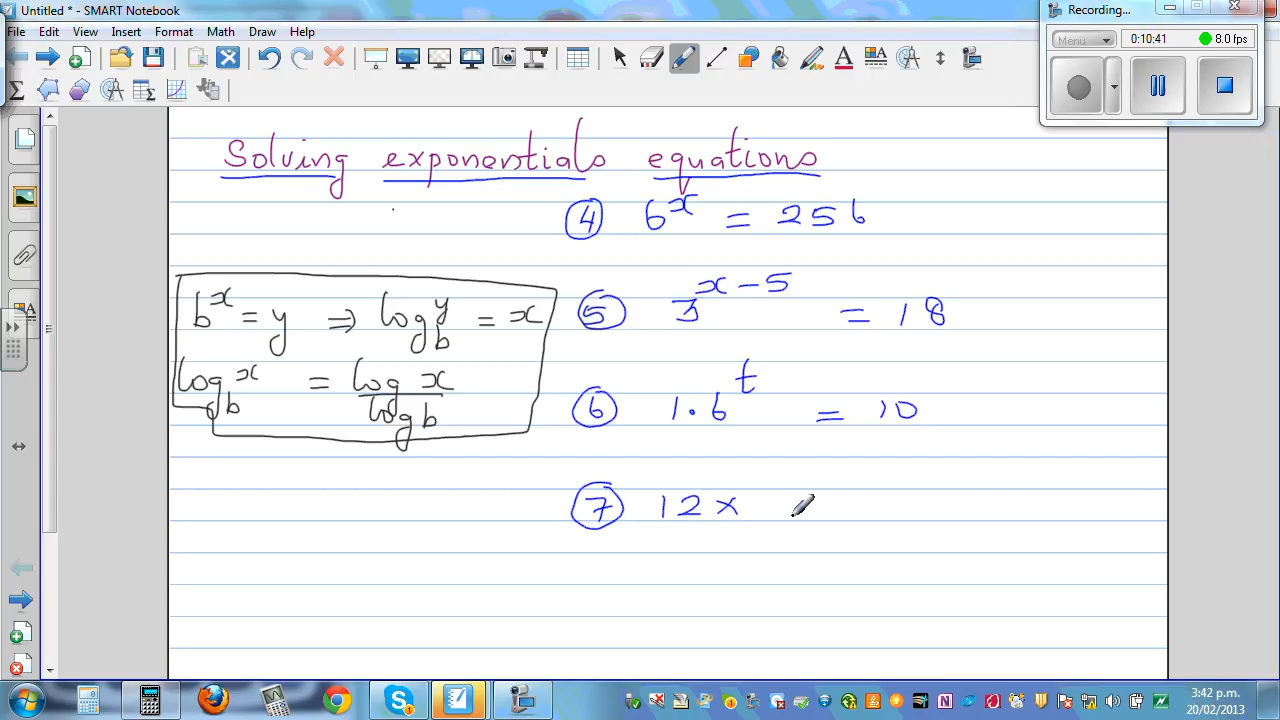 Untitled * - SMART Notebook
Recording...
File Edit View Insert Format Math Draw Help
Menu 0:10:41 8.0 fps
Solving exponentials equations
④ 6^x = 256
b^x = y ⇒ log_b^y = x
⑤ 3^(x-5) = 18
log_b^x = log x / log b
⑥ 1.6^t = 10
⑦ 12 ×
3:42 p.m.
20/02/2013